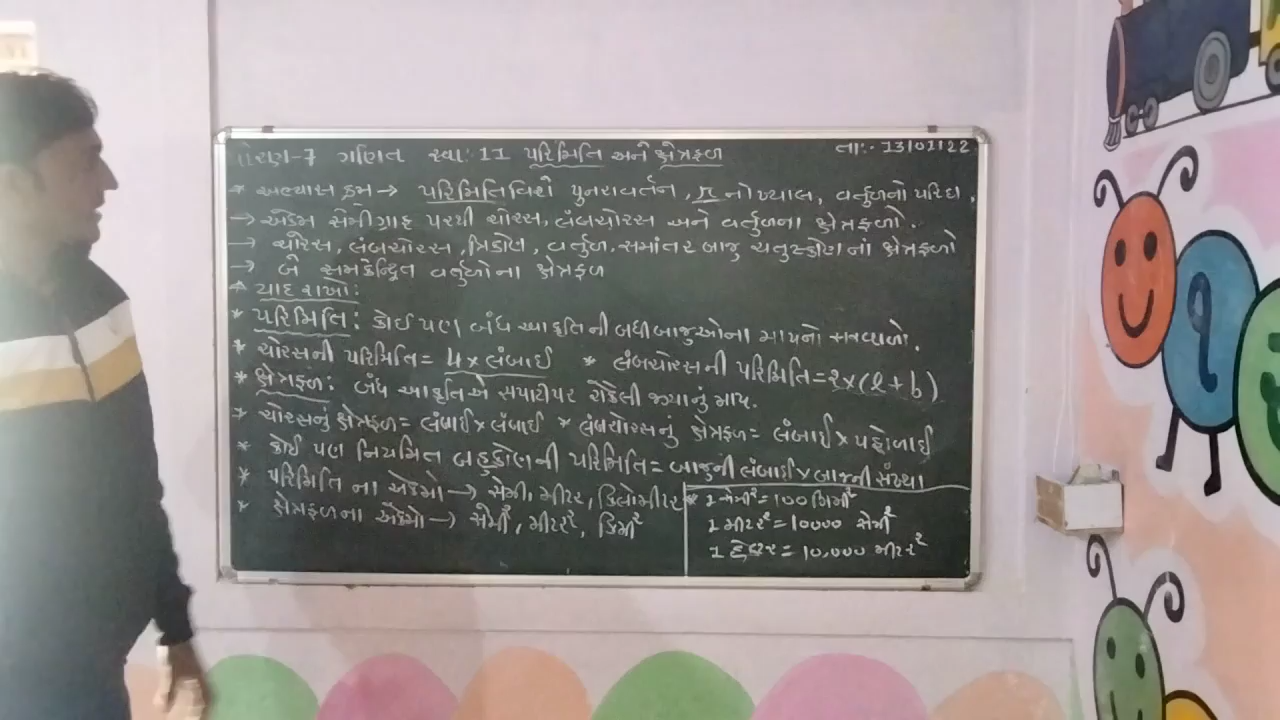 ધોરણ-7 ગણિત સ્વા: 11 પરિમિતિ અને ક્ષેત્રફળ તા:- 13/01/22
* અભ્યાસ ક્રમ → પરિમિતિ વિશે પુનરાવર્તન, π નો ખ્યાલ, વર્તુળનો પરિઘ,
→ એકમ સેમીગ્રાફ પરથી ચોરસ, લંબચોરસ અને વર્તુળના ક્ષેત્રફળો.
→ ચોરસ, લંબચોરસ, ત્રિકોણ, વર્તુળ, સમાંતર બાજુ ચતુષ્કોણનાં ક્ષેત્રફળો
→ બે સમકેન્દ્રિત વર્તુળોના ક્ષેત્રફળ
* યાદ રાખો:
* પરિમિતિ: કોઈ પણ બંધ આકૃતિની બધી બાજુઓના માપનો સરવાળો.
* ચોરસની પરિમિતિ = 4 × લંબાઈ * લંબચોરસની પરિમિતિ = 2 × (l + b)
* ક્ષેત્રફળ: બંધ આકૃતિએ સપાટીપર રોકેલી જગ્યાનું માપ.
* ચોરસનું ક્ષેત્રફળ = લંબાઈ × લંબાઈ * લંબચોરસનું ક્ષેત્રફળ = લંબાઈ × પહોળાઈ
* કોઈ પણ નિયમિત બહુકોણની પરિમિતિ = બાજુની લંબાઈ × બાજુની સંખ્યા
* પરિમિતિ ના એકમો → સેમી, મીટર, કિલોમીટર
* ક્ષેત્રફળના એકમો → સેમી², મીટર², કિમી²
* 1 સેમી² = 100 મિમી²
1 મીટર² = 10000 સેમી²
1 હેક્ટર = 10,000 મીટર²